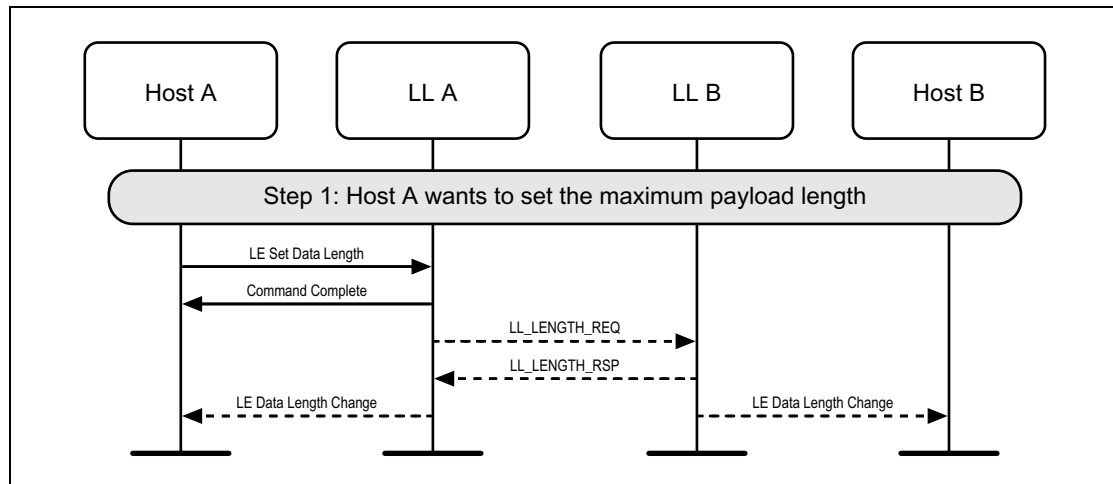 Host A
LL A
LL B
Host B
Step 1: Host A wants to set the maximum payload length
LE Set Data Length
Command Complete
LL_LENGTH_REQ
LL_LENGTH_RSP
LE Data Length Change
LE Data Length Change